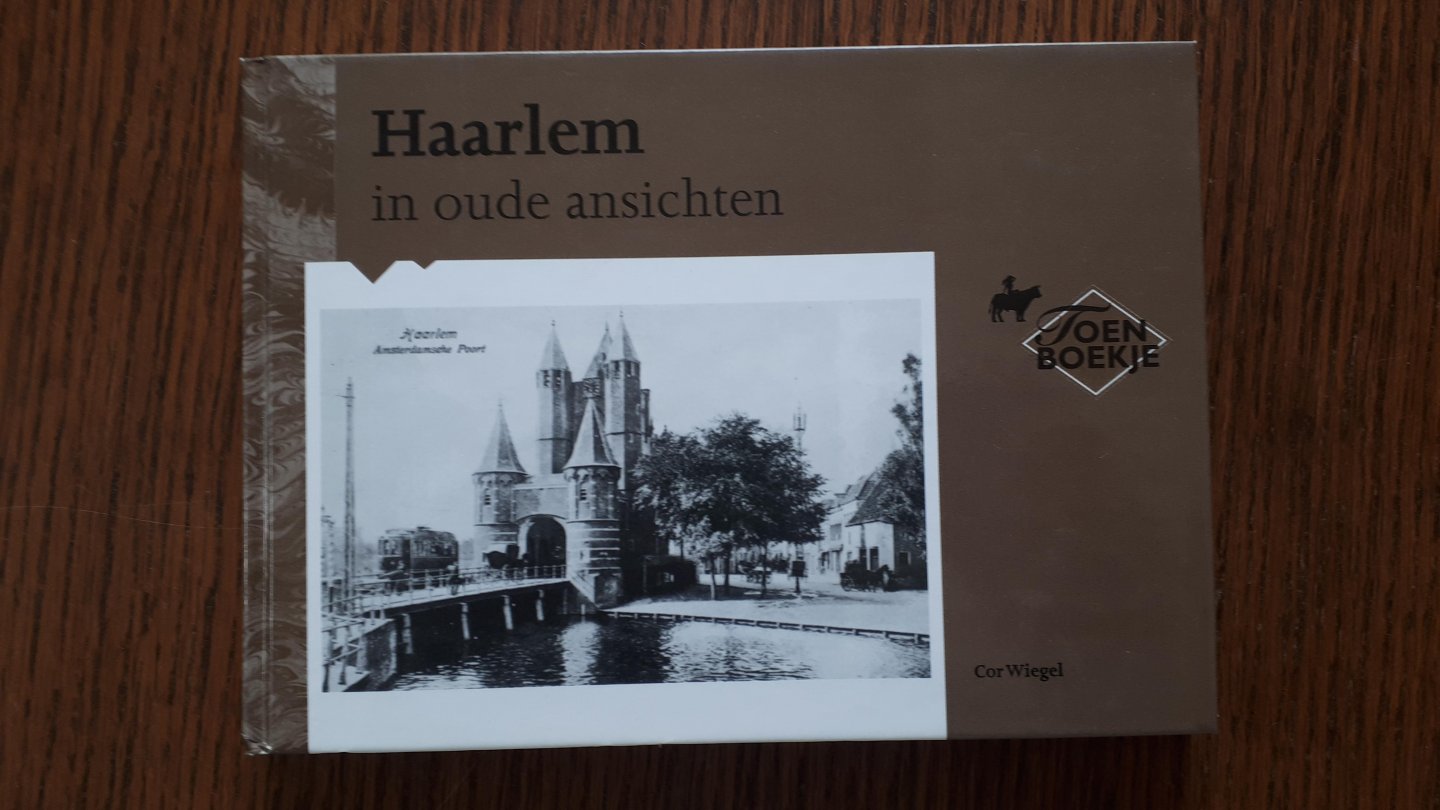 Haarlem
in oude ansichten
Haarlem
Amsterdamsche Poort
TOEN
BOEKJE
Cor Wiegel